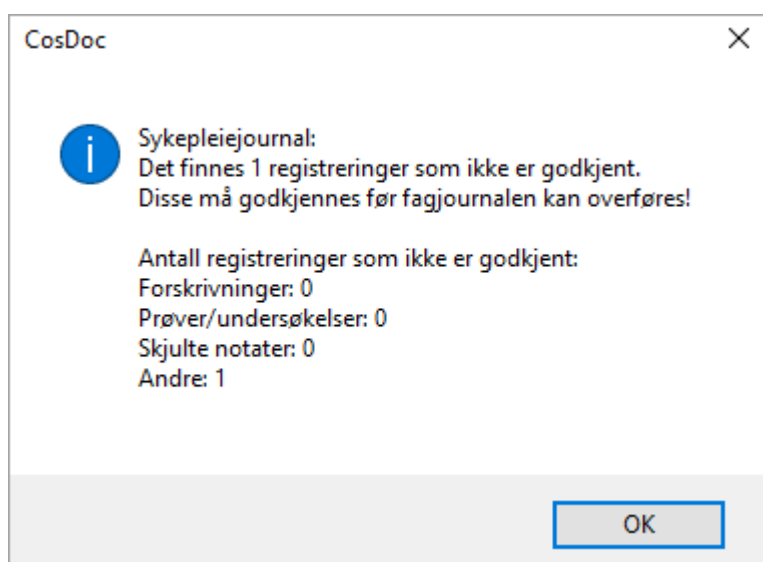 CosDoc
Sykepleiejournal:
Det finnes 1 registreringer som ikke er godkjent.
Disse må godkjennes før fagjournalen kan overføres!
Antall registreringer som ikke er godkjent:
Forskrivninger: 0
Prøver/undersøkelser: 0
Skjulte notater: 0
Andre: 1
OK